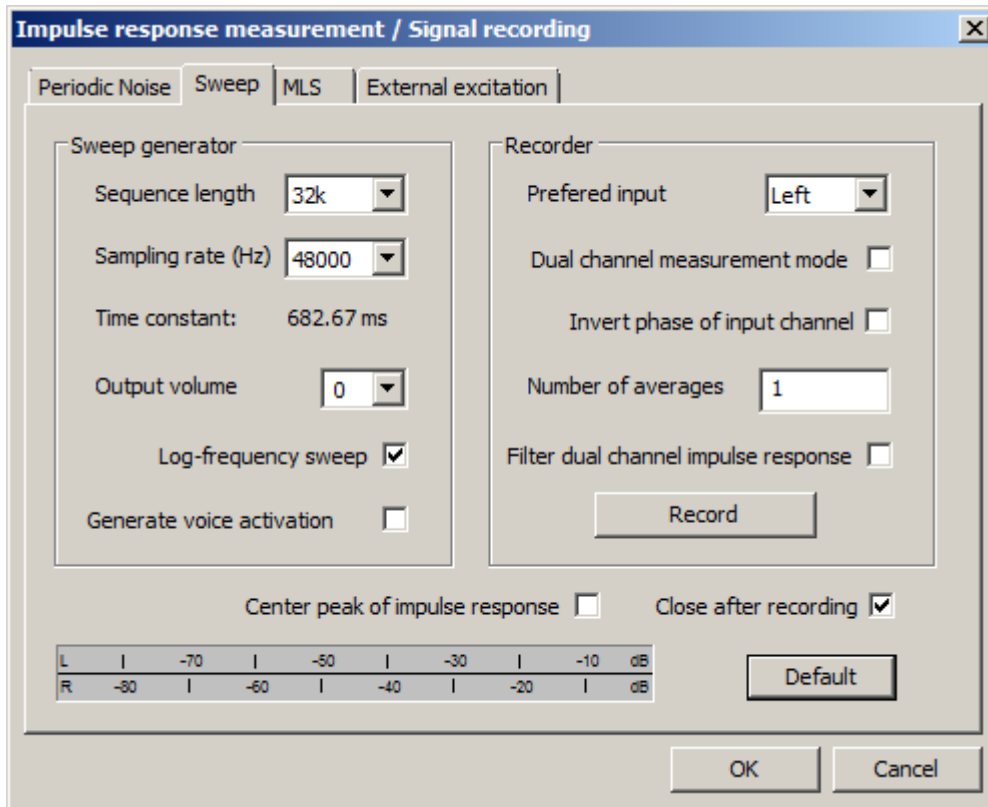 Impulse response measurement / Signal recording
Periodic Noise Sweep MLS External excitation
Sweep generator
Sequence length 32k
Sampling rate (Hz) 48000
Time constant: 682.67 ms
Output volume 0
Log-frequency sweep
Generate voice activation
Recorder
Prefered input Left
Dual channel measurement mode
Invert phase of input channel
Number of averages 1
Filter dual channel impulse response
Record
Center peak of impulse response
Close after recording
L -70 -50 -30 -10 dB
R -80 -60 -40 -20 dB
Default
OK Cancel